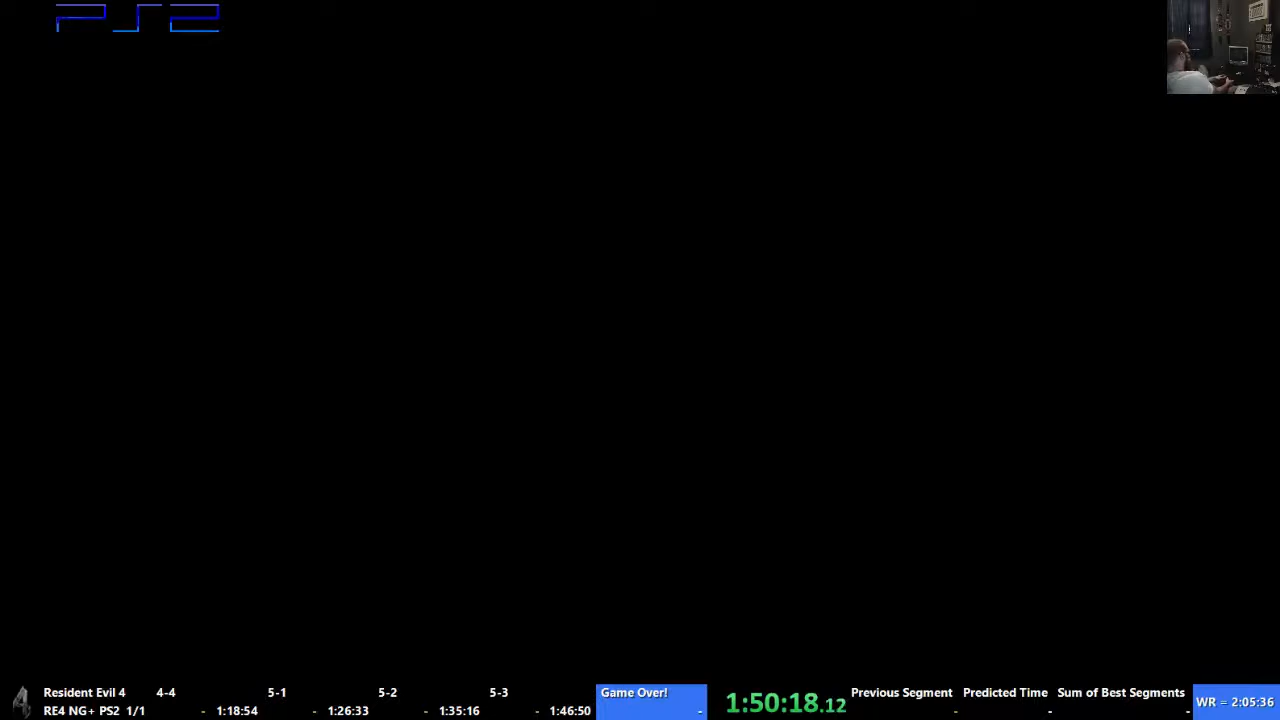 PS2
Resident Evil 4 4-4 5-1 5-2 5-3 Game Over! 1:50:18.12 Previous Segment Predicted Time Sum of Best Segments WR = 2:05:36
RE4 NG+ PS2 1/1 - 1:18:54 - 1:26:33 - 1:35:16 - 1:46:50 - - - -